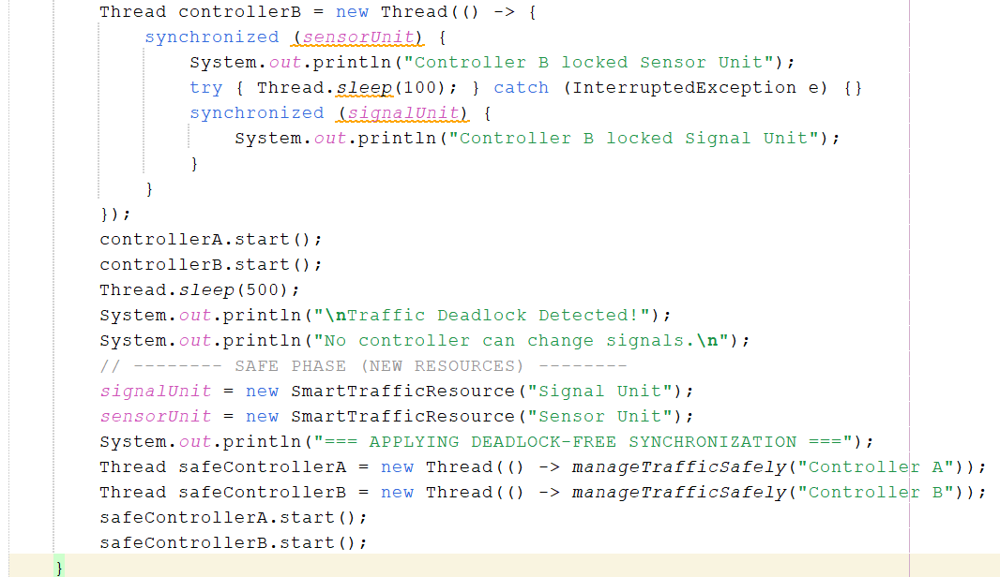 Thread controllerB = new Thread(() -> {
synchronized (sensorUnit) {
System.out.println("Controller B locked Sensor Unit");
try { Thread.sleep(100); } catch (InterruptedException e) {}
synchronized (signalUnit) {
System.out.println("Controller B locked Signal Unit");
}
}
});
controllerA.start();
controllerB.start();
Thread.sleep(500);
System.out.println("\nTraffic Deadlock Detected!");
System.out.println("No controller can change signals.\n");
// -------- SAFE PHASE (NEW RESOURCES) --------
signalUnit = new SmartTrafficResource("Signal Unit");
sensorUnit = new SmartTrafficResource("Sensor Unit");
System.out.println("=== APPLYING DEADLOCK-FREE SYNCHRONIZATION ===");
Thread safeControllerA = new Thread(() -> manageTrafficSafely("Controller A"));
Thread safeControllerB = new Thread(() -> manageTrafficSafely("Controller B"));
safeControllerA.start();
safeControllerB.start();
}